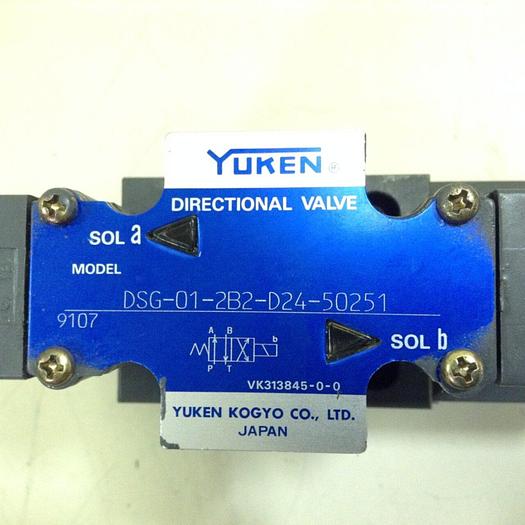 YUKEN ®
DIRECTIONAL VALVE
SOL a
MODEL
DSG-01-2B2-D24-50251
9107
A B
b
P T
SOL b
VK313845-0-0
YUKEN KOGYO CO., LTD.
JAPAN